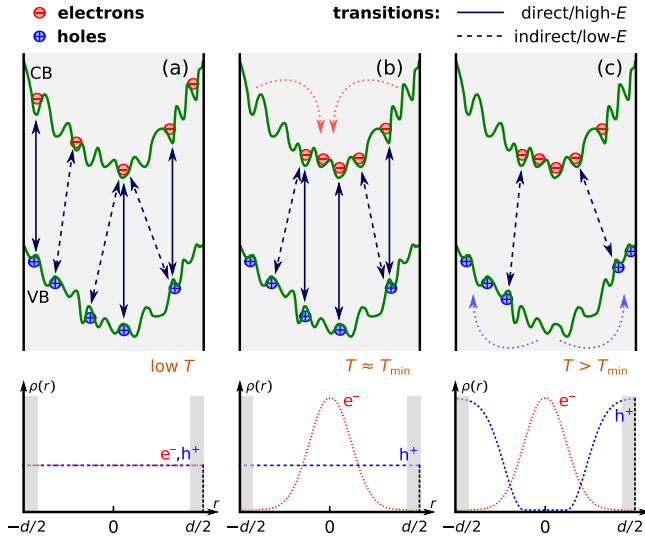 electrons
holes
transitions:
direct/high-E
indirect/low-E
(a)
(b)
(c)
CB
VB
low T
T ≈ Tmin
T > Tmin
ρ(r)
e⁻,h⁺
r
−d/2
0
d/2
ρ(r)
e⁻
h⁺
r
−d/2
0
d/2
ρ(r)
e⁻
h⁺
r
−d/2
0
d/2